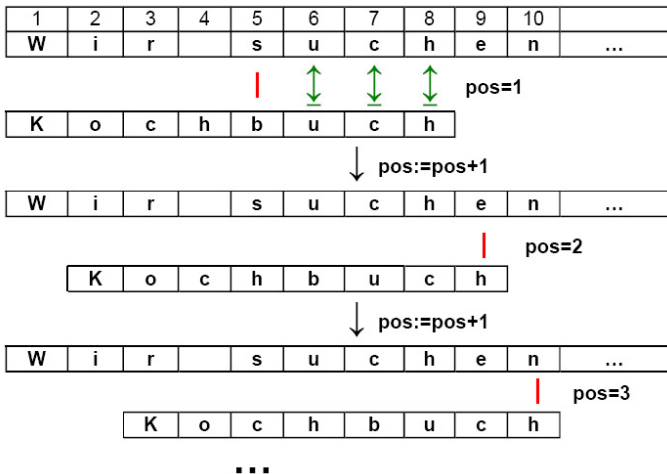 1 2 3 4 5 6 7 8 9 10
W i r s u c h e n ...
pos=1
K o c h b u c h
pos:=pos+1
W i r s u c h e n ...
pos=2
K o c h b u c h
pos:=pos+1
W i r s u c h e n ...
pos=3
K o c h b u c h
...